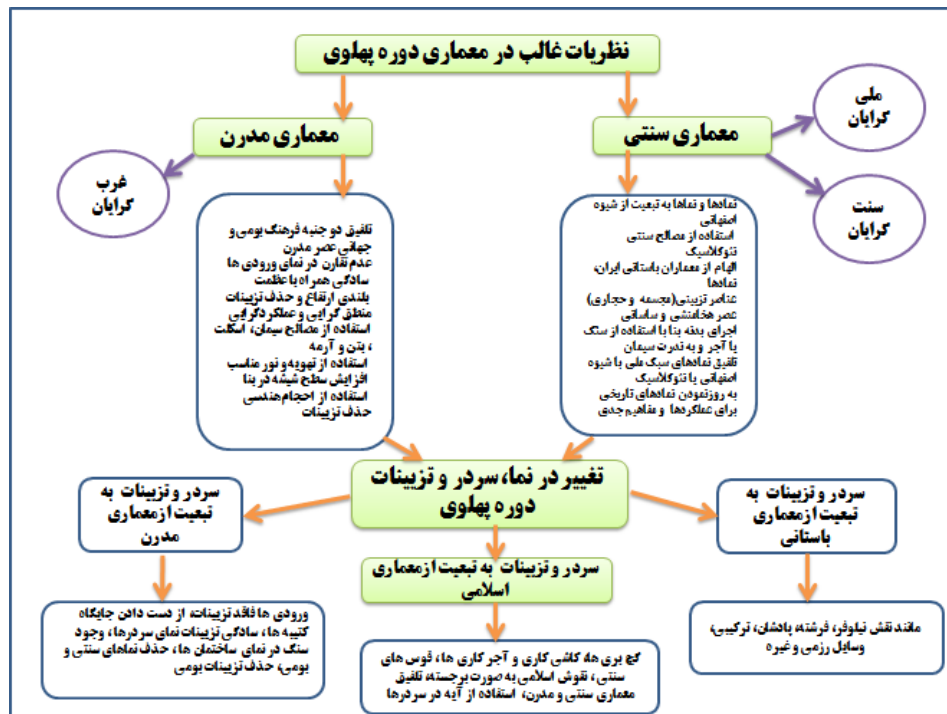 نظریات غالب در معماری دوره پهلوی
معماری سنتی
معماری مدرن
ملی
گرایان
سنت
گرایان
غرب
گرایان
نمادها و نماها به تبعیت از شیوه
اصفهانی
استفاده از مصالح سنتی
نئوکلاسیک
الهام از معماران باستانی ایران،
نمادها
عناصر تزیینی(مجسمه و حجاری)
عصر هخامنشی و ساسانی
اجرای بدنه بنا با استفاده از سنگ
یا آجر و به ندرت سیمان
تلفیق نمادهای سبک ملی با شیوه
اصفهانی یا نئوکلاسیک
به روزنمودن نمادهای تاریخی
برای عملکردها و مفاهیم جدی
تلفیق دو جنبه فرهنگ بومی و
جهانی عصر مدرن
عدم تقارن در نمای ورودی ها
سادگی همراه با عظمت
بلندی ارتفاع و حذف تزیینات
منطق گرایی و عملکردگرایی
استفاده از مصالح سیمان، اسکلت
، بتن و آرمه
استفاده از تهویه و نور مناسب
افزایش سطح شیشه در بنا
استفاده از احجام هندسی
حذف تزیینات
تغییر در نما، سردر و تزیینات
دوره پهلوی
سردر و تزیینات به
تبعیت ازمعماری
باستانی
سردر و تزیینات به تبعیت ازمعماری
اسلامی
سردر و تزیینات به
تبعیت ازمعماری
مدرن
مانند نقش نیلوفر، فرشته، پادشان، ترکیبی،
وسایل رزمی و غیره
گچ بری ها، کاشی کاری و آجر کاری ها، قوس های
سنتی، نقوش اسلامی به صورت برجسته، تلفیق
معماری سنتی و مدرن، استفاده از آیه در سردرها
ورودی ها فاقد تزیینات، از دست دادن جایگاه
کتیبه ها، سادگی تزیینات نمای سردرها، وجود
سنگ در نمای ساختمان ها، حذف نماهای سنتی و
بومی، حذف تزیینات بومی